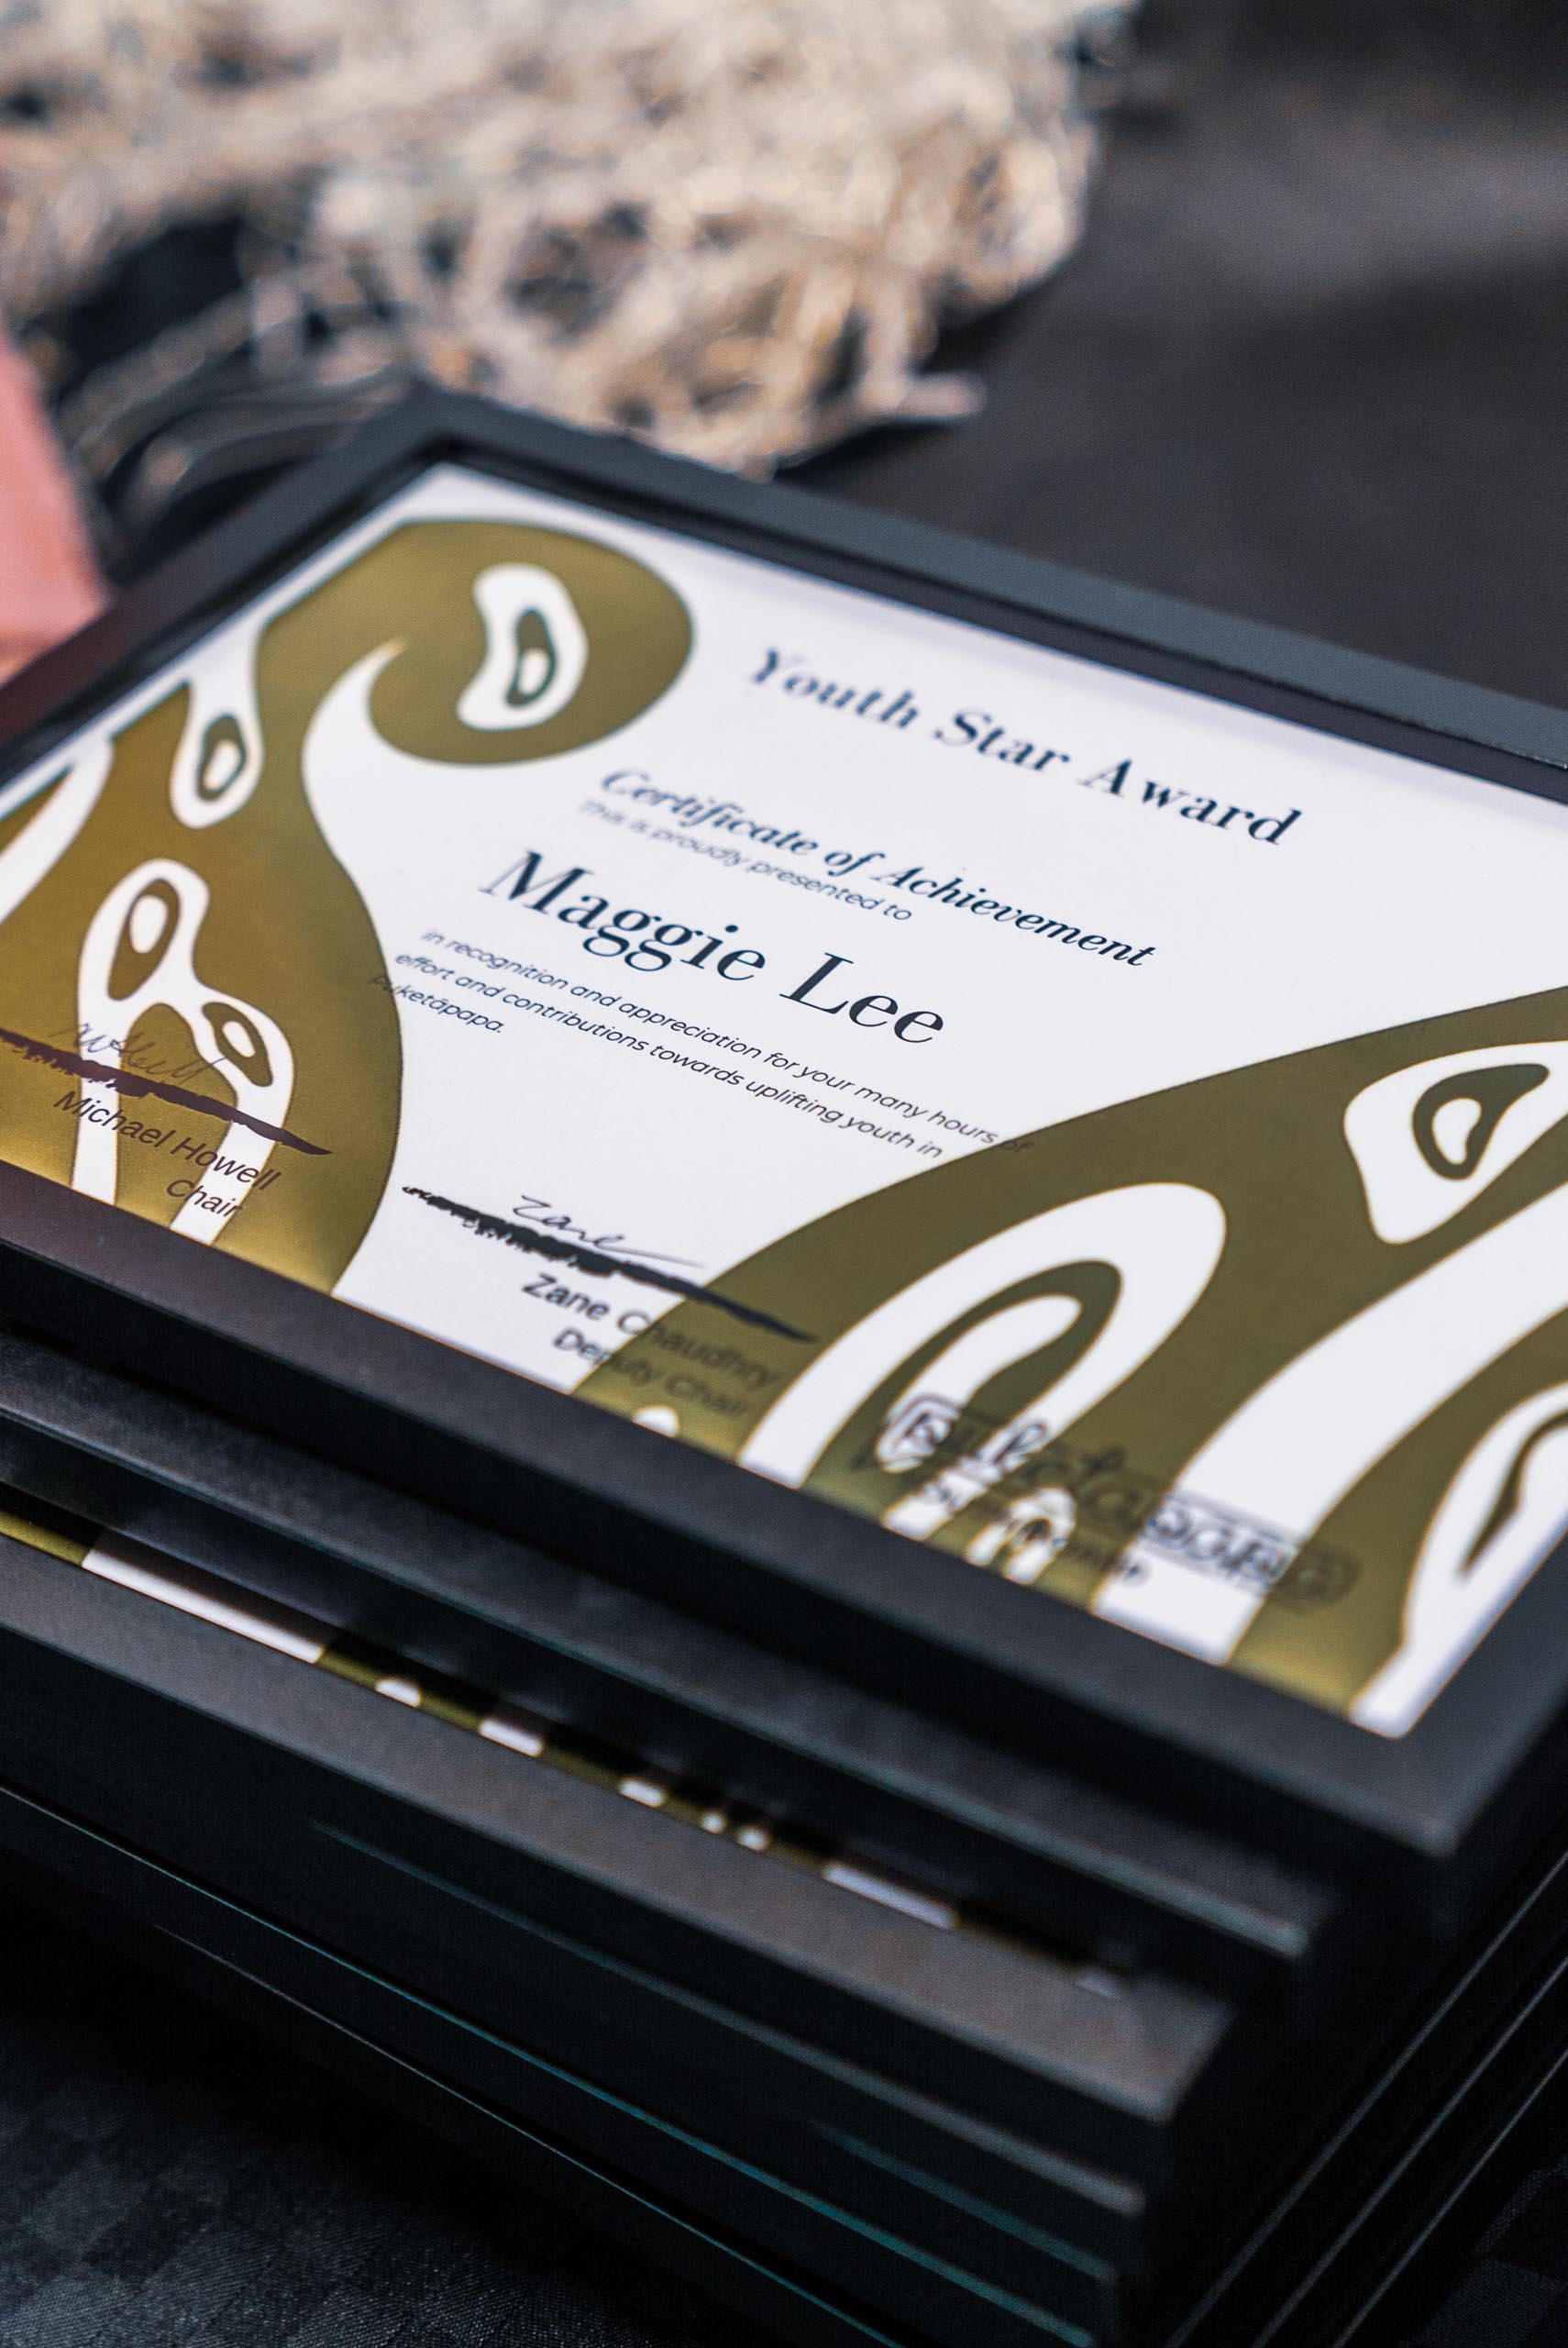 Youth Star Award
Certificate of Achievement
This is proudly presented to
Maggie Lee
in recognition and appreciation for your many hours of
effort and contributions towards uplifting youth in
Puketāpapa.
Michael Howell
Chair
Zane
Zane Chaudhry
Deputy Chair